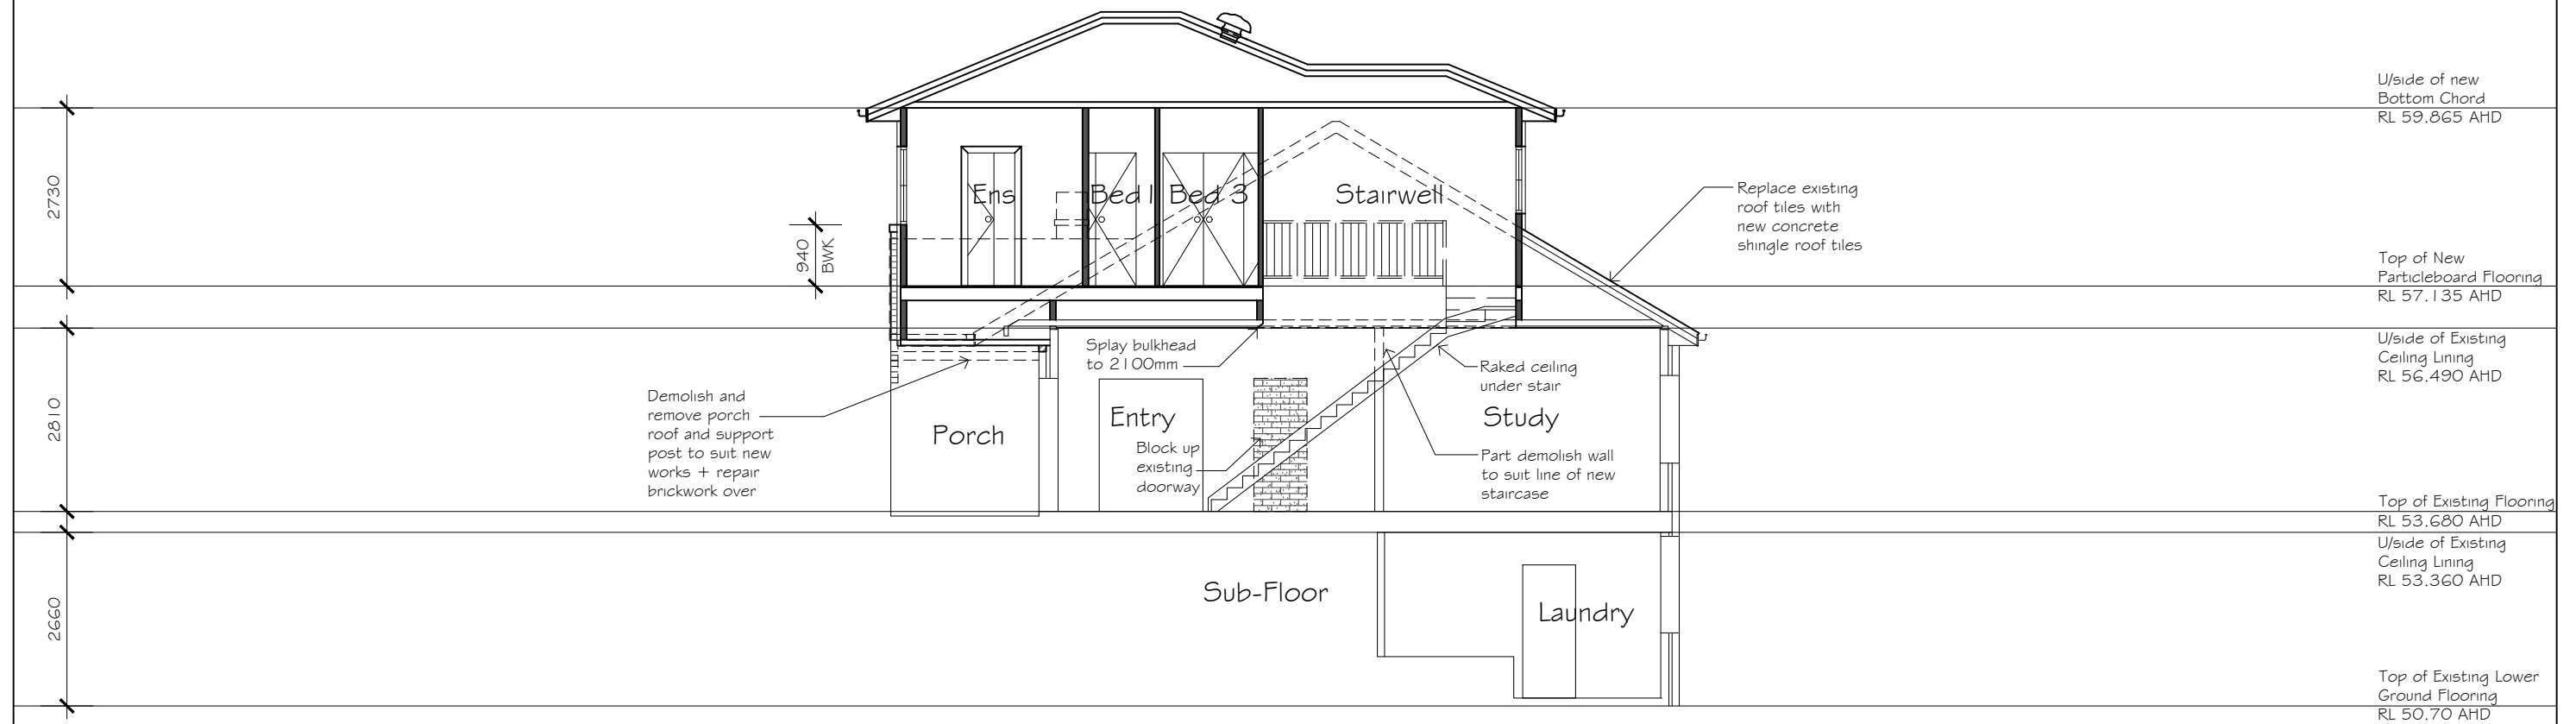 U/side of new
Bottom Chord
RL 59.865 AHD
2730
Ens
Bed 1
Bed 3
Stairwell
Replace existing
roof tiles with
new concrete
shingle roof tiles
940
BWK
Top of New
Particleboard Flooring
RL 57.135 AHD
Splay bulkhead
to 2100mm
Raked ceiling
under stair
U/side of Existing
Ceiling Lining
RL 56.490 AHD
2810
Demolish and
remove porch
roof and support
post to suit new
works + repair
brickwork over
Porch
Entry
Block up
existing
doorway
Study
Part demolish wall
to suit line of new
staircase
Top of Existing Flooring
RL 53.680 AHD
U/side of Existing
Ceiling Lining
RL 53.360 AHD
2660
Sub-Floor
Laundry
Top of Existing Lower
Ground Flooring
RL 50.70 AHD